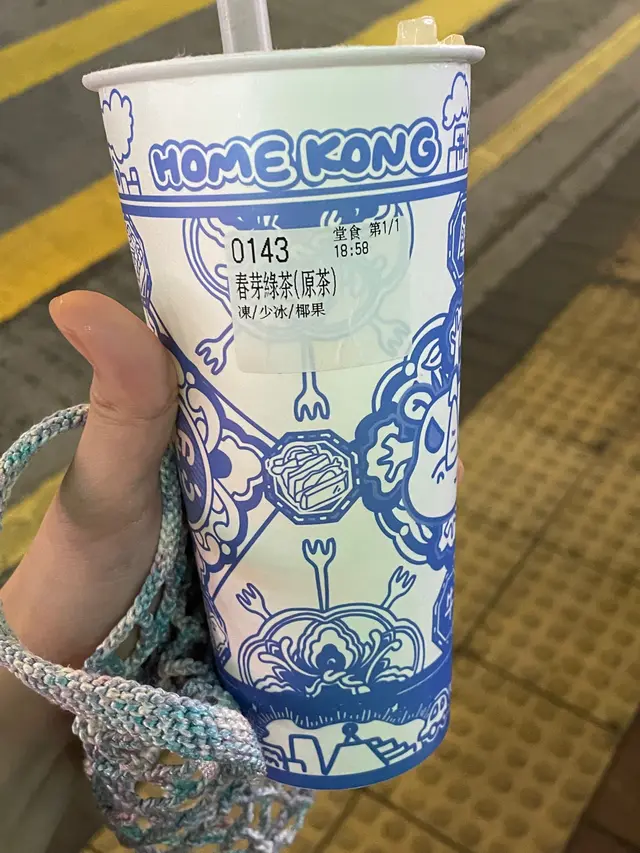 HOME KONG
0143
堂食 第1/1
18:58
春芽綠茶(原茶)
凍/少冰/椰果